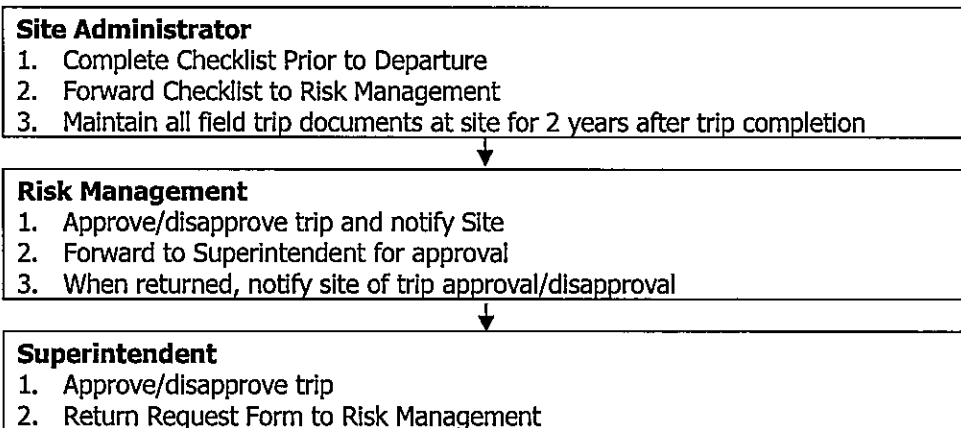 Site Administrator
1. Complete Checklist Prior to Departure
2. Forward Checklist to Risk Management
3. Maintain all field trip documents at site for 2 years after trip completion
Risk Management
1. Approve/disapprove trip and notify Site
2. Forward to Superintendent for approval
3. When returned, notify site of trip approval/disapproval
Superintendent
1. Approve/disapprove trip
2. Return Request Form to Risk Management